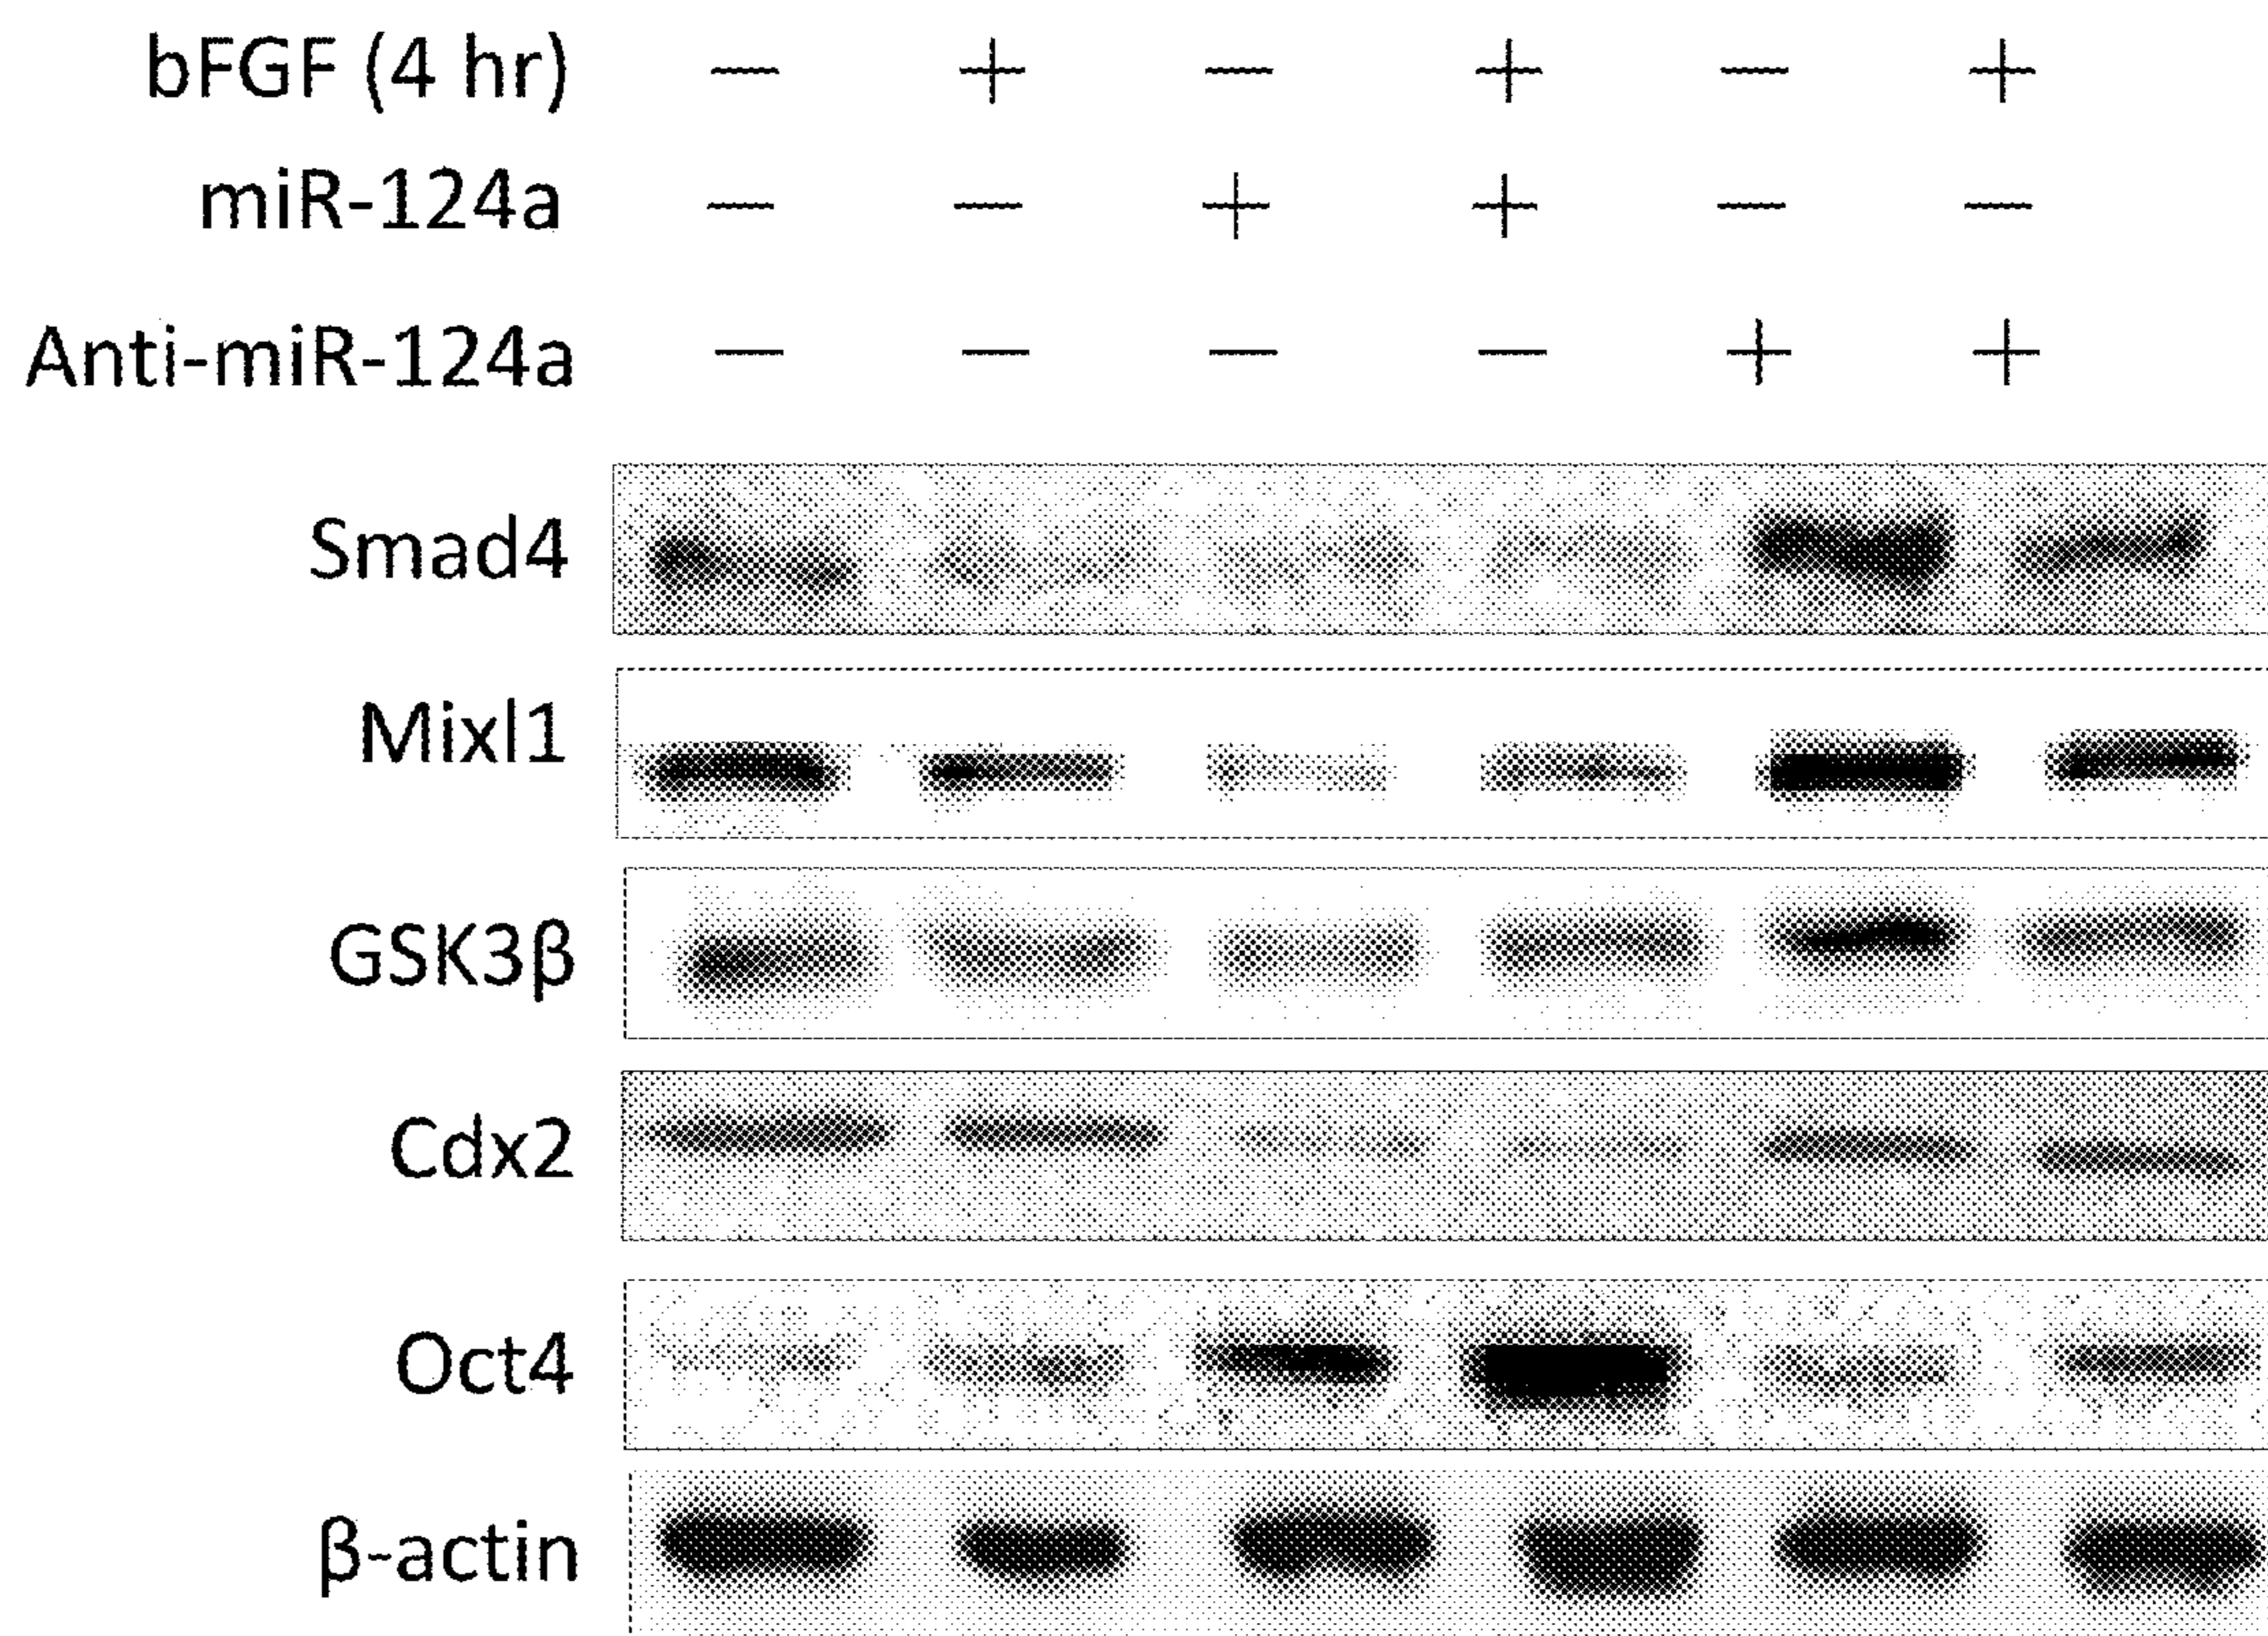 bFGF (4 hr) — + — + — +
miR-124a — — + + — —
Anti-miR-124a — — — — + +
Smad4
Mixl1
GSK3β
Cdx2
Oct4
β-actin